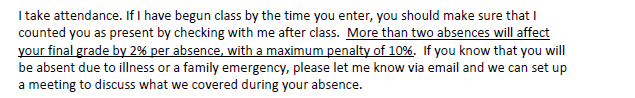 I take attendance. If I have begun class by the time you enter, you should make sure that I
counted you as present by checking with me after class.  More than two absences will affect
your final grade by 2% per absence, with a maximum penalty of 10%.  If you know that you will
be absent due to illness or a family emergency, please let me know via email and we can set up
a meeting to discuss what we covered during your absence.